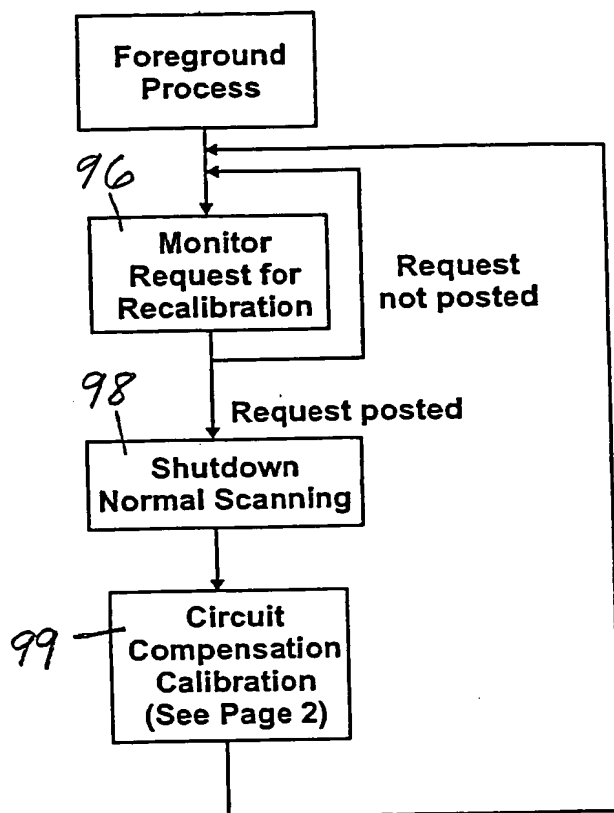 Foreground
Process
96
Monitor
Request for
Recalibration
Request
not posted
98
Request posted
Shutdown
Normal Scanning
99
Circuit
Compensation
Calibration
(See Page 2)